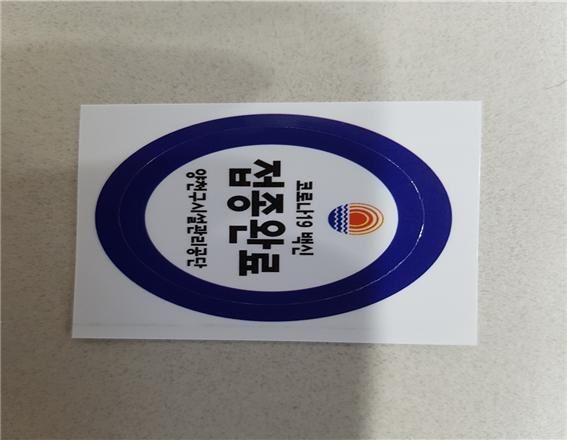 코로나19 백신
접종완료
양천구시설관리공단